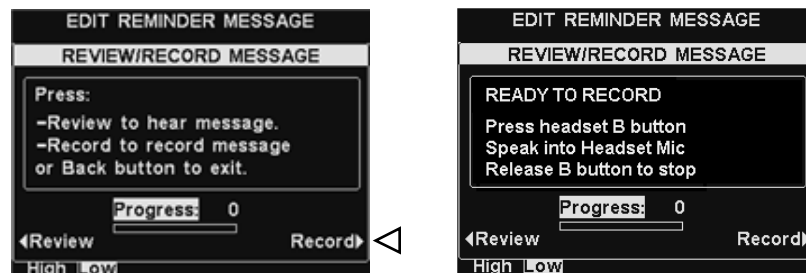 EDIT REMINDER MESSAGE
REVIEW/RECORD MESSAGE
Press:
-Review to hear message.
-Record to record message
or Back button to exit.
Progress: 0
Review Record
High Low
EDIT REMINDER MESSAGE
REVIEW/RECORD MESSAGE
READY TO RECORD
Press headset B button
Speak into Headset Mic
Release B button to stop
Progress: 0
Review Record
High Low